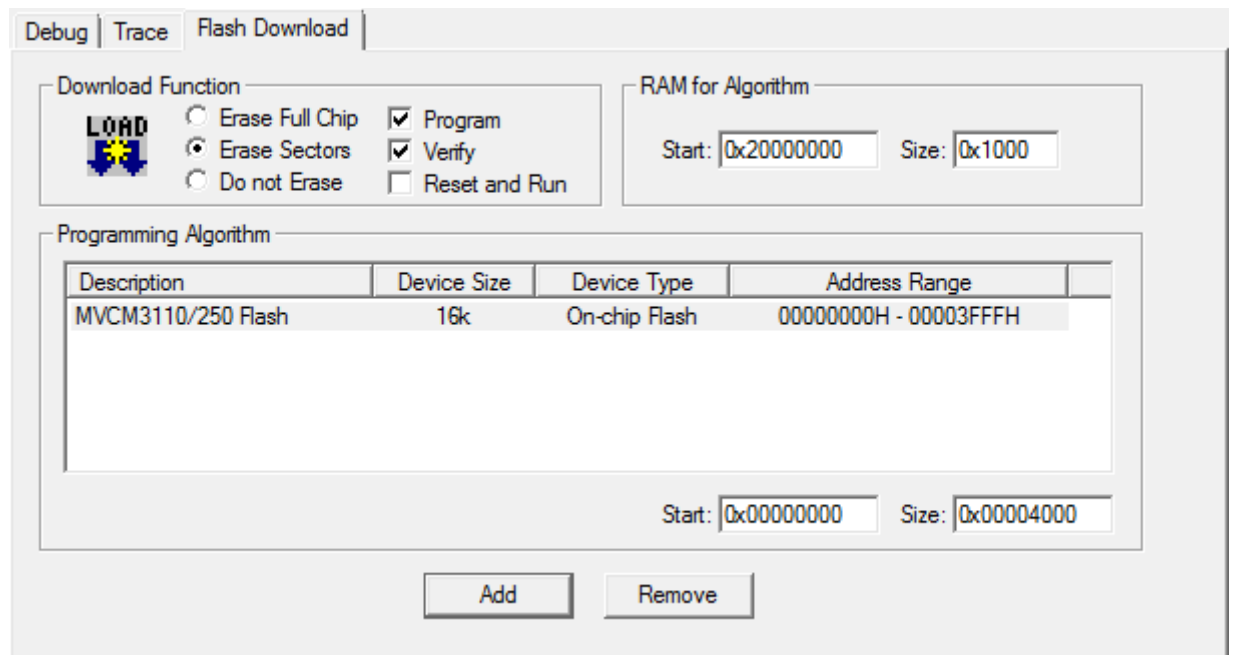 Debug Trace Flash Download
Download Function
LOAD
Erase Full Chip
Erase Sectors
Do not Erase
Program
Verify
Reset and Run
RAM for Algorithm
Start: 0x20000000 Size: 0x1000
Programming Algorithm
Description Device Size Device Type Address Range
MVCM3110/250 Flash 16k On-chip Flash 00000000H - 00003FFFH
Start: 0x00000000 Size: 0x00004000
Add Remove